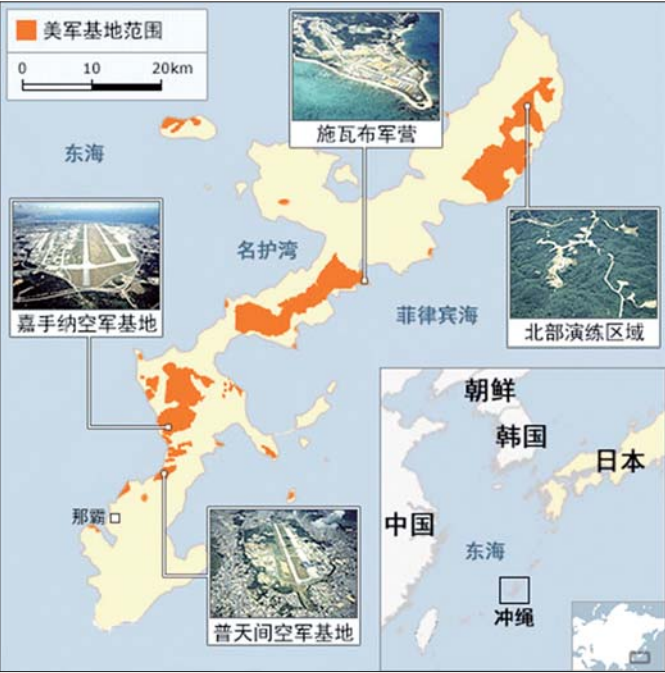 美军基地范围
0 10 20km
施瓦布军营
东海
名护湾
嘉手纳空军基地
菲律宾海
北部演练区域
那霸
普天间空军基地
朝鲜
韩国
日本
中国
东海
冲绳